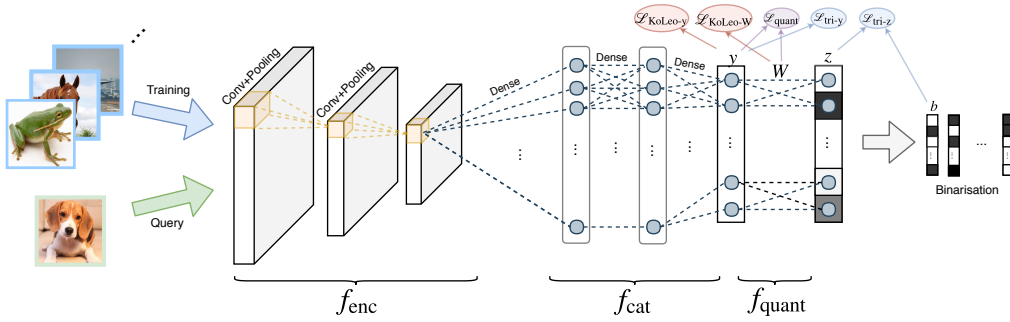 ℒKoLeo-y ℒKoLeo-W ℒquant ℒtri-y ℒtri-z
Training
Query
Conv+Pooling
Conv+Pooling
Dense
Dense
Dense
y
W
z
b
Binarisation
fenc
fcat
fquant